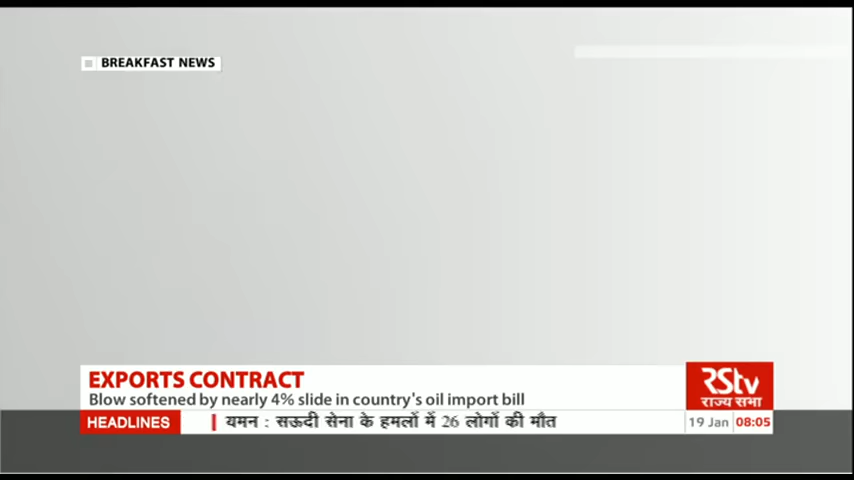 BREAKFAST NEWS
EXPORTS CONTRACT
Blow softened by nearly 4% slide in country's oil import bill
RStv
राज्य सभा
HEADLINES
यमन : सऊदी सेना के हमलों में 26 लोगों की मौत
19 Jan 08:05